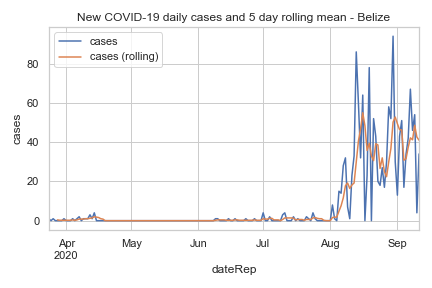 New COVID-19 daily cases and 5 day rolling mean - Belize
cases
cases (rolling)
80
60
40
20
0
cases
Apr
2020
May
Jun
Jul
Aug
Sep
dateRep